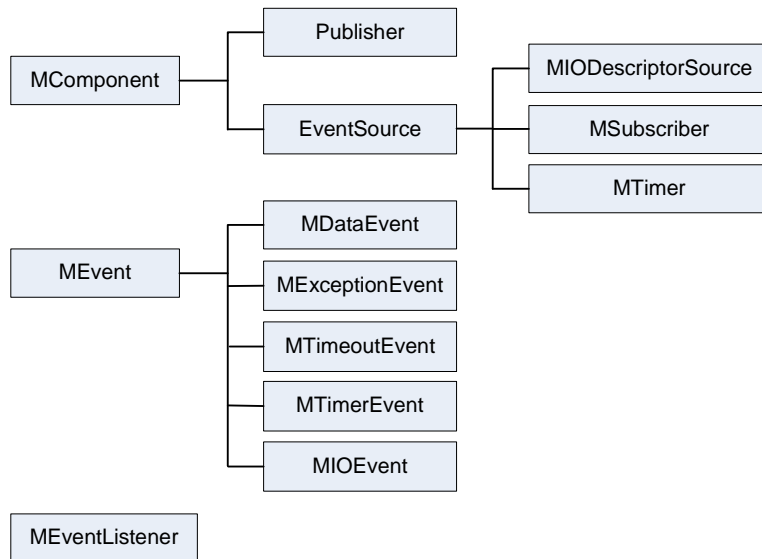 Publisher
MComponent
MIODescriptorSource
EventSource
MSubscriber
MTimer
MDataEvent
MEvent
MExceptionEvent
MTimeoutEvent
MTimerEvent
MIOEvent
MEventListener